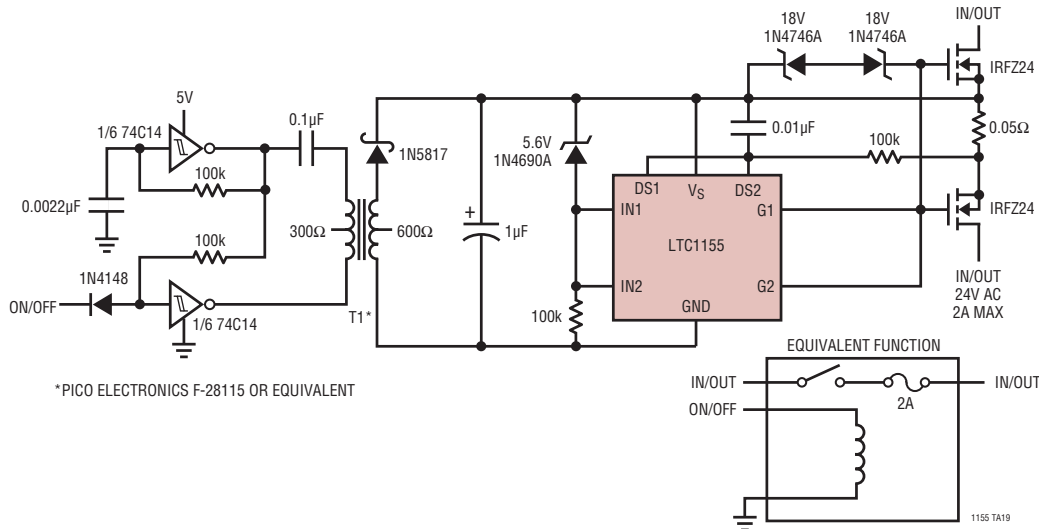 18V
1N4746A
18V
1N4746A
IN/OUT
IRFZ24
5V
1/6 74C14
0.1µF
100k
0.0022µF
100k
1N4148
ON/OFF
1/6 74C14
300Ω
600Ω
T1*
1N5817
+
1µF
5.6V
1N4690A
100k
0.01µF
100k
0.05Ω
DS1
VS
DS2
IN1
G1
LTC1155
IN2
G2
GND
IRFZ24
IN/OUT
24V AC
2A MAX
*PICO ELECTRONICS F-28115 OR EQUIVALENT
EQUIVALENT FUNCTION
IN/OUT
IN/OUT
2A
ON/OFF
1155 TA19